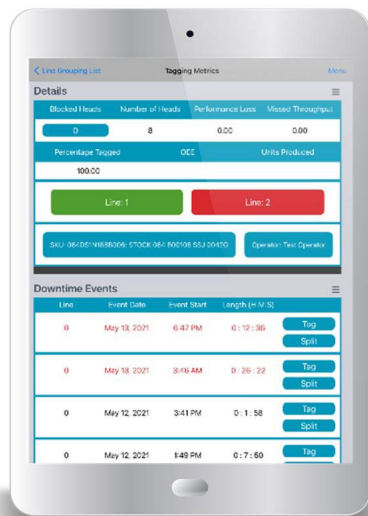 Line Grouping List Tagging Metrics Menu
Details
Blocked Heads Number of Heads Performance Loss Missed Throughput
0 8 0.00 0.00
Percentage Tagged OEE Units Produced
100.00
Line: 1 Line: 2
Operator: Test Operator
Downtime Events
Line Event Date Event Start Length (H:M:S)
0 May 13, 2021 6:47 PM 0 : 12 : 36 Tag
Split
0 May 13, 2021 3:46 AM 0 : 26 : 22 Tag
Split
0 May 12, 2021 3:41 PM 0 : 1 : 58 Tag
Split
0 May 12, 2021 1:49 PM 0 : 7 : 50 Tag